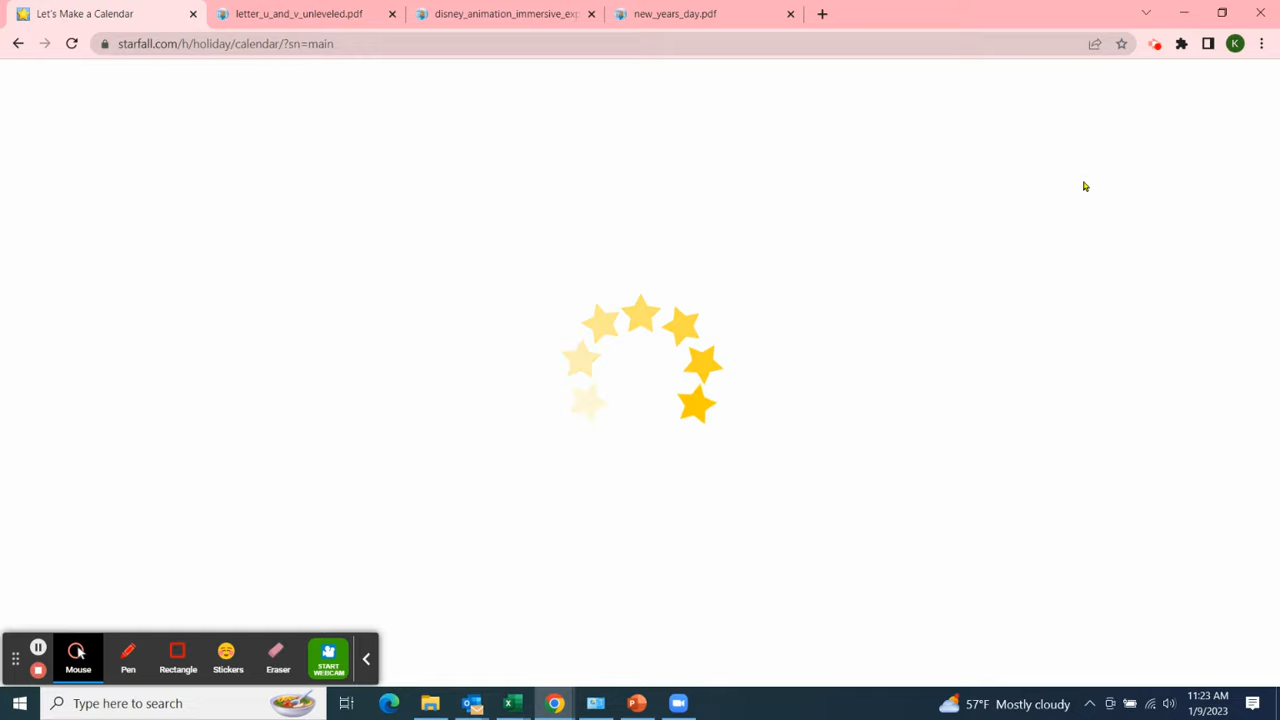 Let's Make a Calendar
letter_u_and_v_unleveled.pdf
disney_animation_immersive_exp
new_years_day.pdf
starfall.com/h/holiday/calendar/?sn=main
K
Mouse
Pen
Rectangle
Stickers
Eraser
START
WEBCAM
Type here to search
57°F Mostly cloudy
11:23 AM
1/9/2023